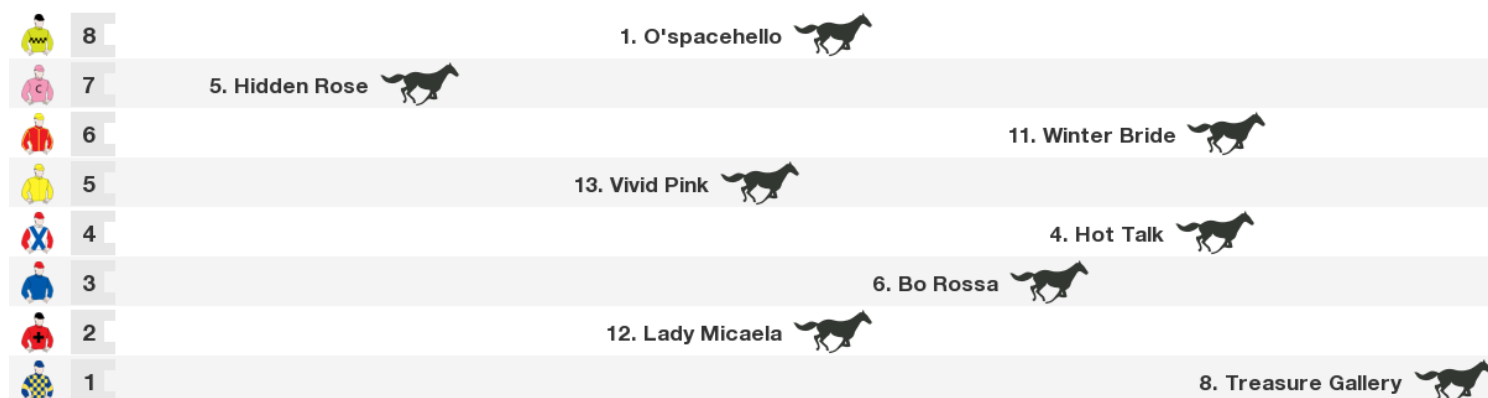 8 1. O'spacehello
7 5. Hidden Rose
C
6 11. Winter Bride
5 13. Vivid Pink
4 4. Hot Talk
3 6. Bo Rossa
2 12. Lady Micaela
1 8. Treasure Gallery